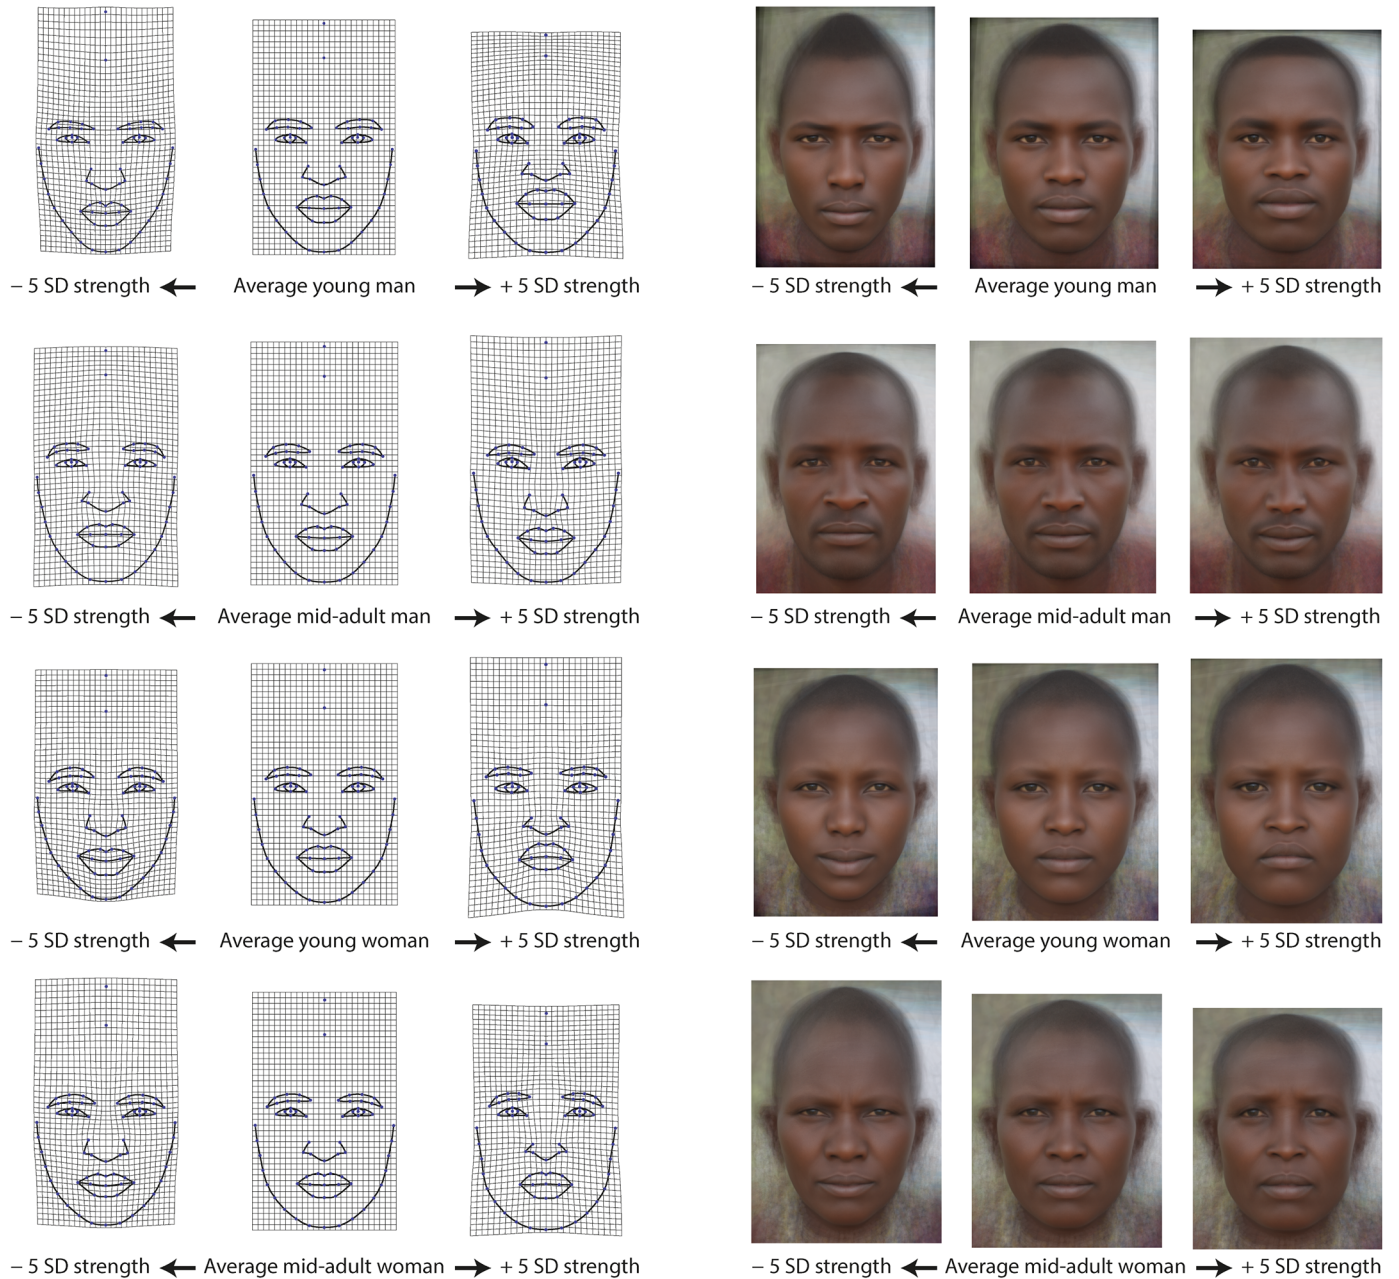 – 5 SD strength Average young man + 5 SD strength – 5 SD strength Average young man + 5 SD strength
– 5 SD strength Average mid-adult man + 5 SD strength – 5 SD strength Average mid-adult man + 5 SD strength
– 5 SD strength Average young woman + 5 SD strength – 5 SD strength Average young woman + 5 SD strength
– 5 SD strength Average mid-adult woman + 5 SD strength – 5 SD strength Average mid-adult woman + 5 SD strength